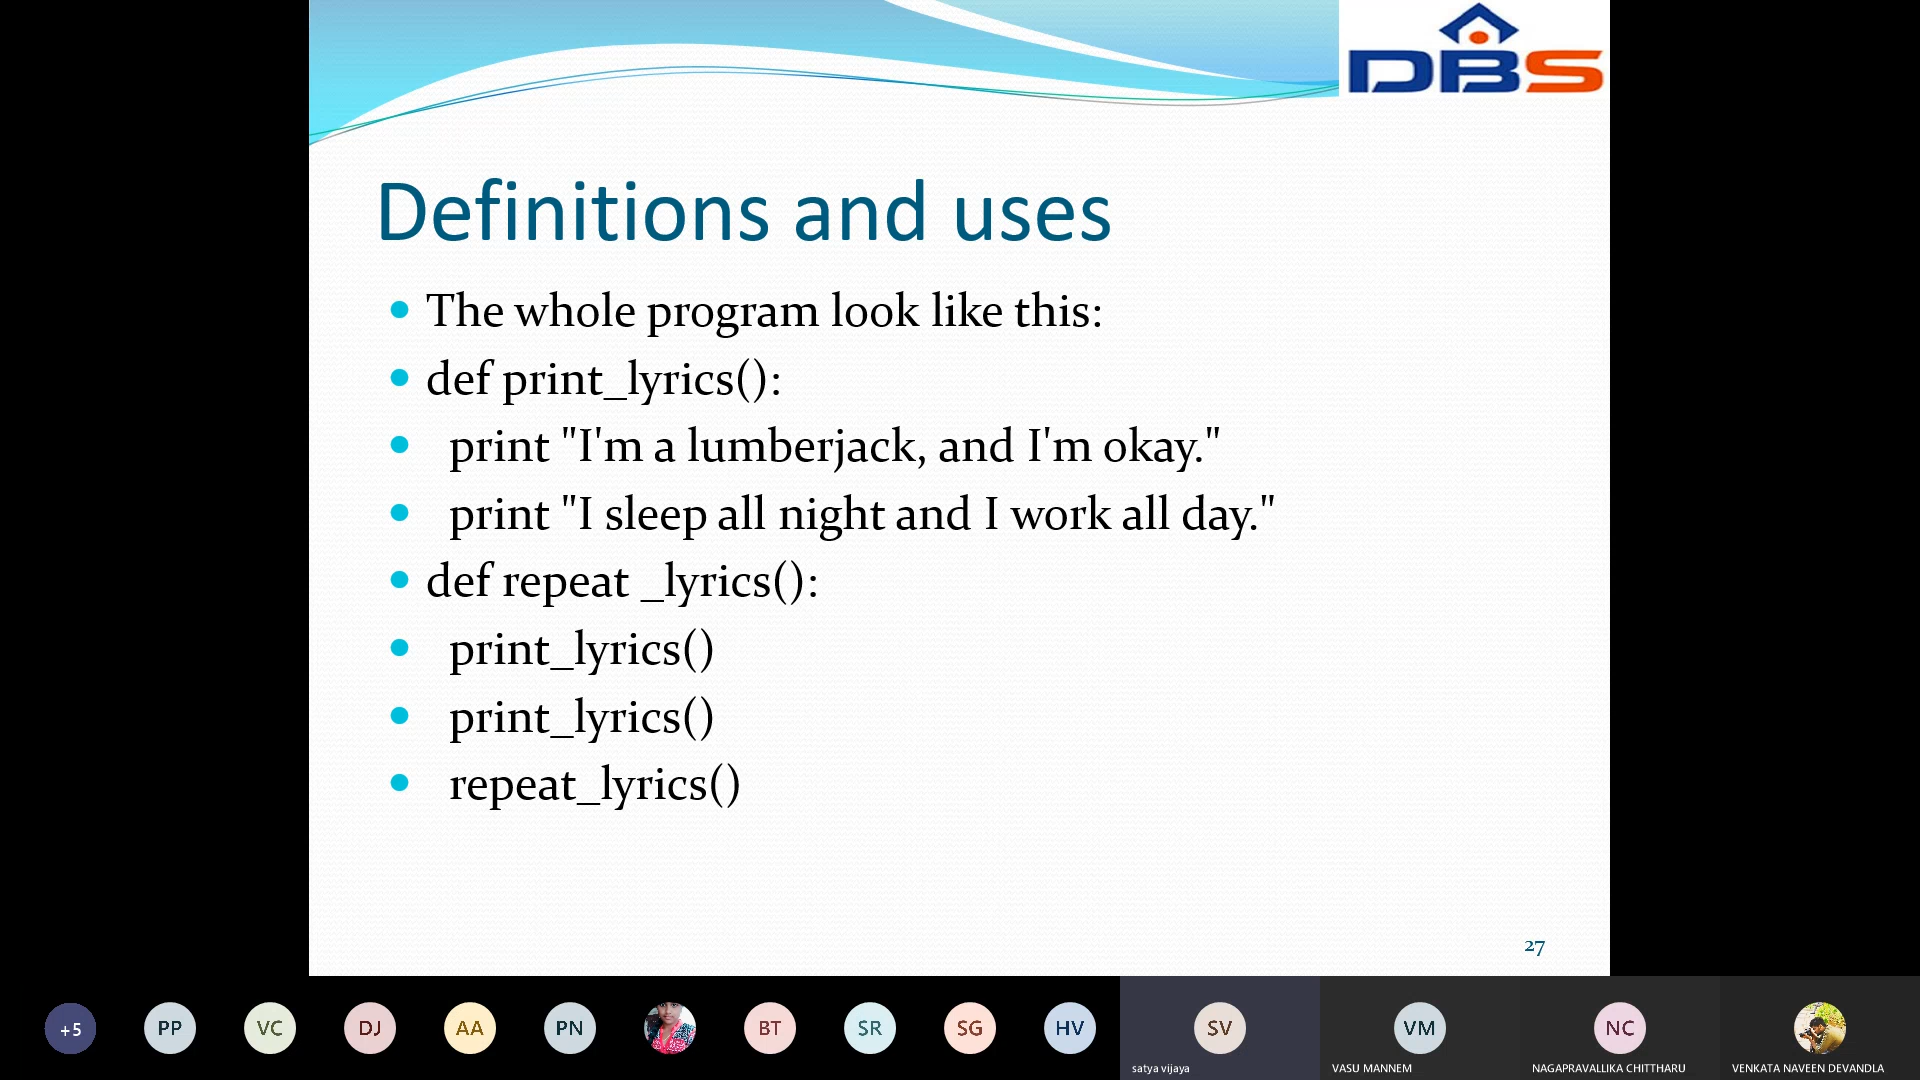 DBS
Definitions and uses
The whole program look like this:
def print_lyrics():
print "I'm a lumberjack, and I'm okay."
print "I sleep all night and I work all day."
def repeat _lyrics():
print_lyrics()
print_lyrics()
repeat_lyrics()
27
+5 PP VC DJ AA PN BT SR SG HV SV VM NC
satya vijaya VASU MANNEM NAGAPRAVALLIKA CHITTHARU VENKATA NAVEEN DEVANDLA